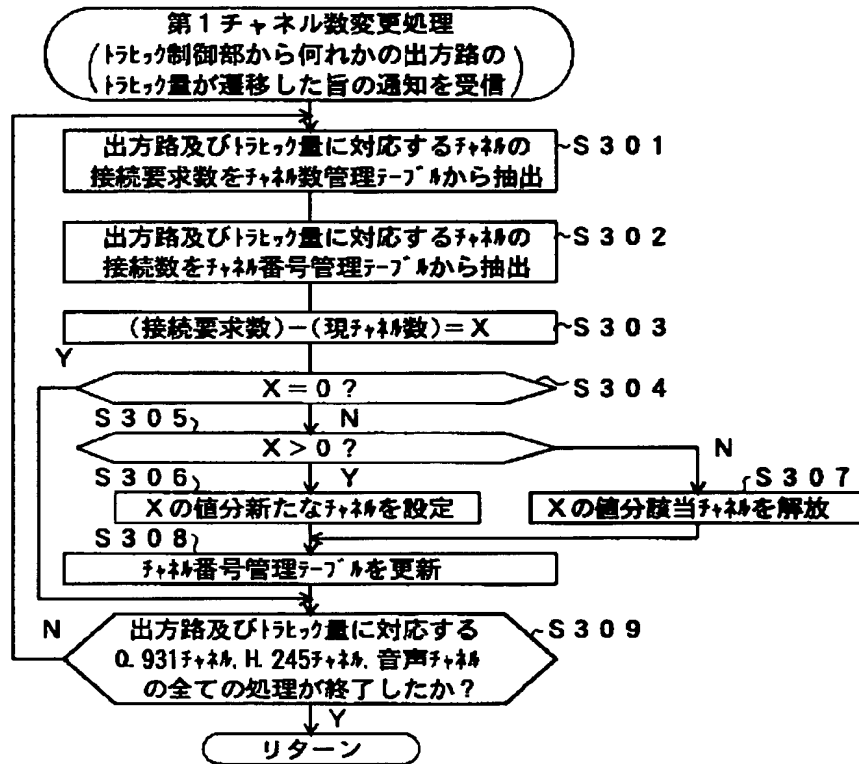 第1チャネル数変更処理
(ﾄﾗﾋｯｸ制御部から何れかの出方路の
ﾄﾗﾋｯｸ量が遷移した旨の通知を受信)
出方路及びﾄﾗﾋｯｸ量に対応するﾁｬﾈﾙの
接続要求数をﾁｬﾈﾙ数管理ﾃｰﾌﾞﾙから抽出
S301
出方路及びﾄﾗﾋｯｸ量に対応するﾁｬﾈﾙの
接続数をﾁｬﾈﾙ番号管理ﾃｰﾌﾞﾙから抽出
S302
(接続要求数)−(現ﾁｬﾈﾙ数)=X
S303
Y
X=0?
S304
S305
N
X>0?
N
S306
Y
S307
Xの値分新たなﾁｬﾈﾙを設定
Xの値分該当ﾁｬﾈﾙを解放
S308
ﾁｬﾈﾙ番号管理ﾃｰﾌﾞﾙを更新
N
出方路及びﾄﾗﾋｯｸ量に対応する
Q.931ﾁｬﾈﾙ,H.245ﾁｬﾈﾙ,音声ﾁｬﾈﾙ
の全ての処理が終了したか?
S309
Y
リターン